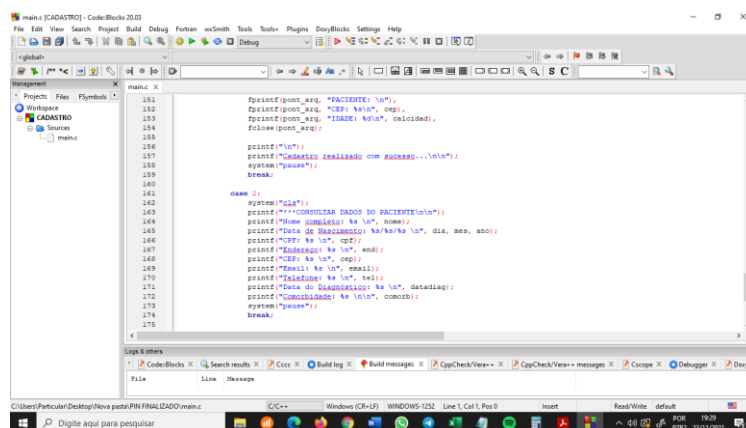 main.c [CADASTRO] - Code::Blocks 20.03
File Edit View Search Project Build Debug Fortran wxSmith Tools Tools+ Plugins DoxyBlocks Settings Help
Debug
<global>
S C
Management
main.c X
Projects Files FSymbols
Workspace
CADASTRO
Sources
main.c
151 fprintf(pont_arq, "PACIENTE: \n"),
152 fprintf(pont_arq, "CEP: %s\n", cep),
153 fprintf(pont_arq, "IDADE: %d\n", calcidad);
154 fclose(pont_arq);
155
156 printf("\n");
157 printf("Cadastro realizado com sucesso...\n\n");
158 system("pause");
159 break;
160
161 case 2:
162 system("cls");
163 printf("***CONSULTAR DADOS DO PACIENTE\n\n");
164 printf("Nome completo: %s \n", nome);
165 printf("Data de Nascimento: %s/%s/%s \n", dia, mes, ano);
166 printf("CPF: %s \n", cpf);
167 printf("Endereço: %s \n", end);
168 printf("CEP: %s \n", cep);
169 printf("Email: %s \n", email);
170 printf("Telefone: %s \n", tel);
171 printf("Data do Diagnóstico: %s \n", datadiag);
172 printf("Comorbidade: %s \n\n", comorb);
173 system("pause");
174 break;
175
Logs & others
Code::Blocks X Search results X Cccc X Build log X Build messages X CppCheck/Vera++ X CppCheck/Vera++ messages X Cscope X Debugger X Dox
File Line Message
C:\Users\Particular\Desktop\Nova pasta\PIN FINALIZADO\main.c C/C++ Windows (CR+LF) WINDOWS-1252 Line 1, Col 1, Pos 0 Insert Read/Write default
Digite aqui para pesquisar
POR 19:29
PTB2 23/11/2021